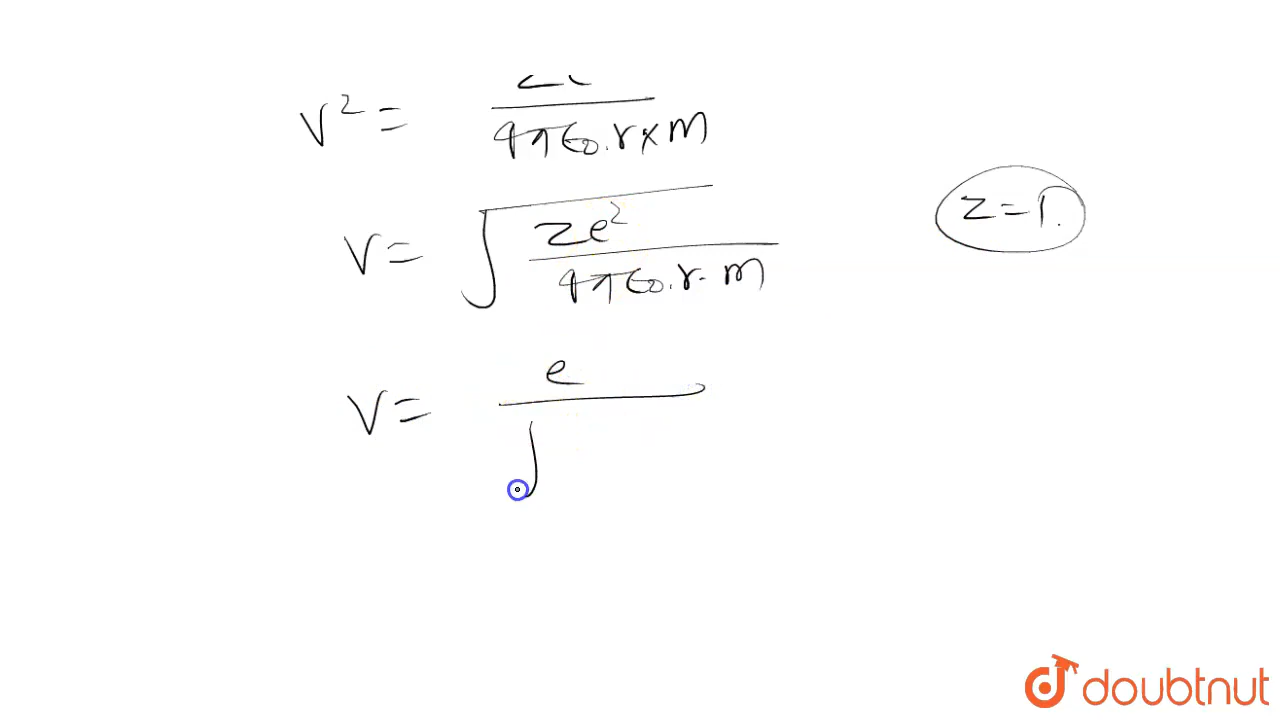 v² = / 4πϵ₀.r×m
z=1.
v = √ ze² / 4πϵ₀.r.m
v = e / √
doubtnut